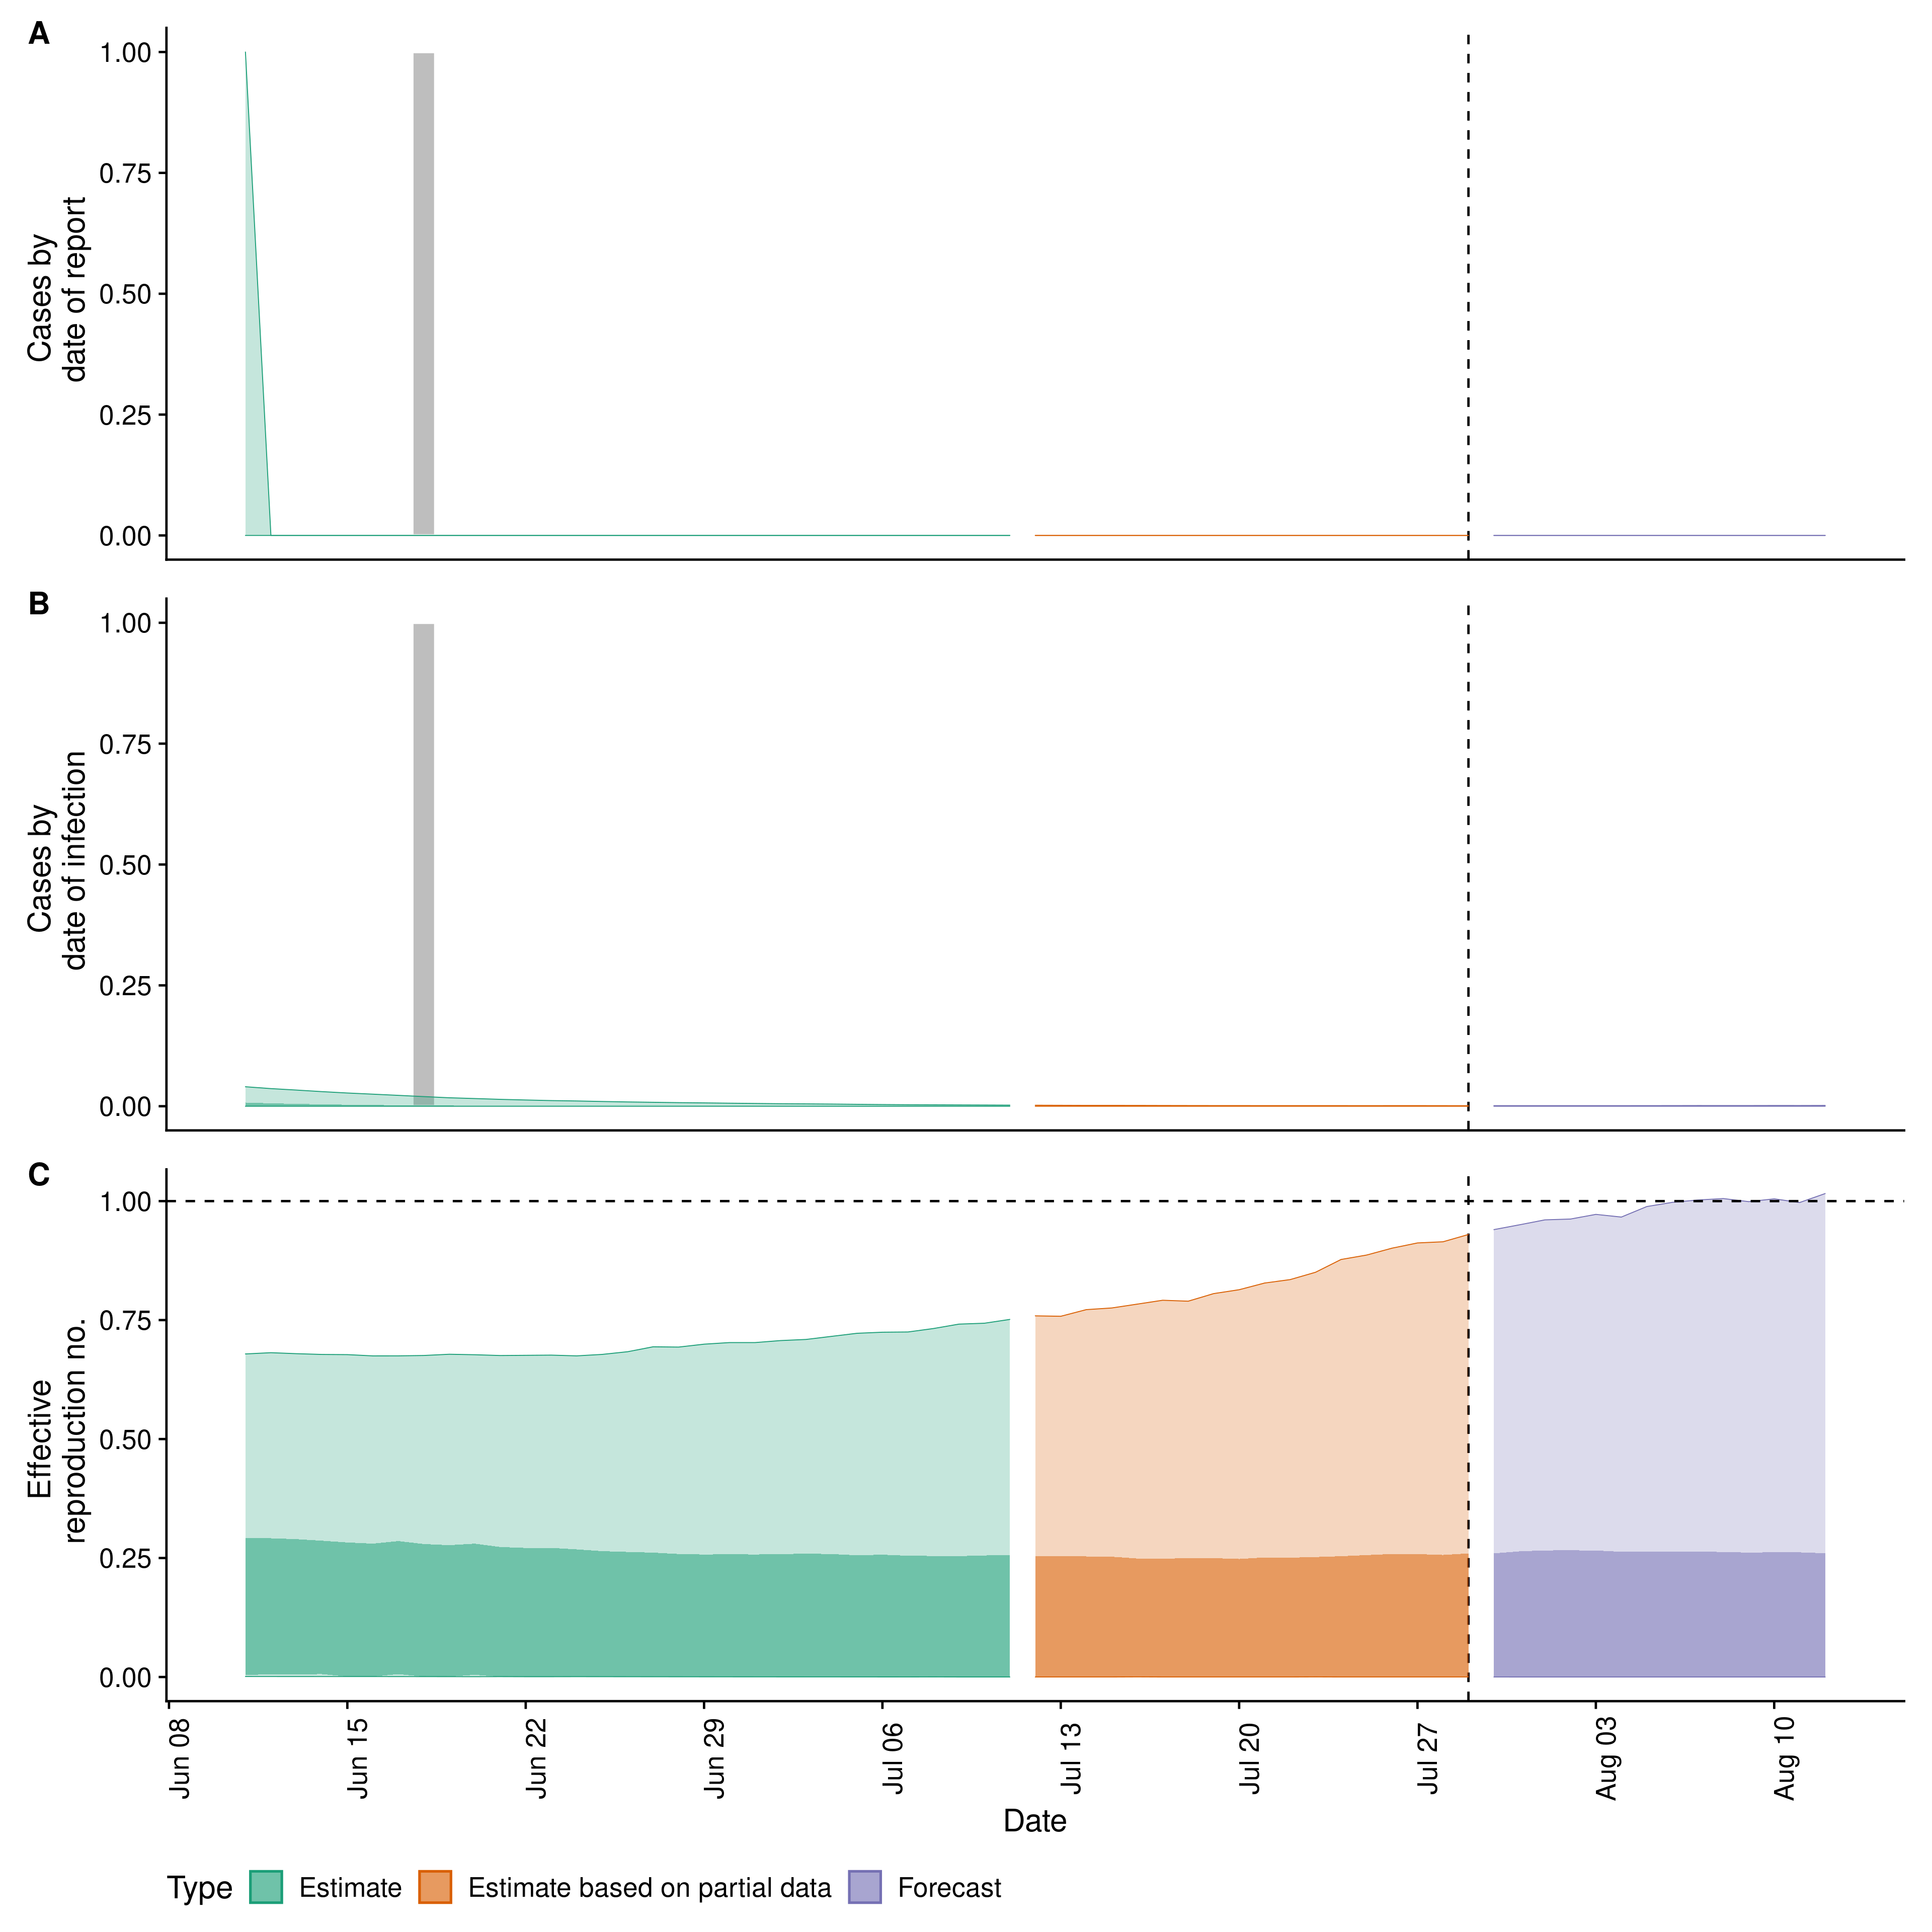 A
Cases by
date of report
1.00
0.75
0.50
0.25
0.00
B
Cases by
date of infection
1.00
0.75
0.50
0.25
0.00
C
Effective
reproduction no.
1.00
0.75
0.50
0.25
0.00
Jun 08
Jun 15
Jun 22
Jun 29
Jul 06
Jul 13
Jul 20
Jul 27
Aug 03
Aug 10
Date
Type Estimate Estimate based on partial data Forecast